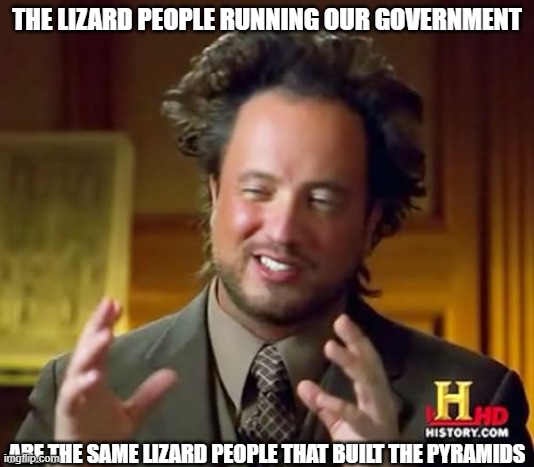 THE LIZARD PEOPLE RUNNING OUR GOVERNMENT
H HD
HISTORY.COM
ARE THE SAME LIZARD PEOPLE THAT BUILT THE PYRAMIDS
imgflip.com